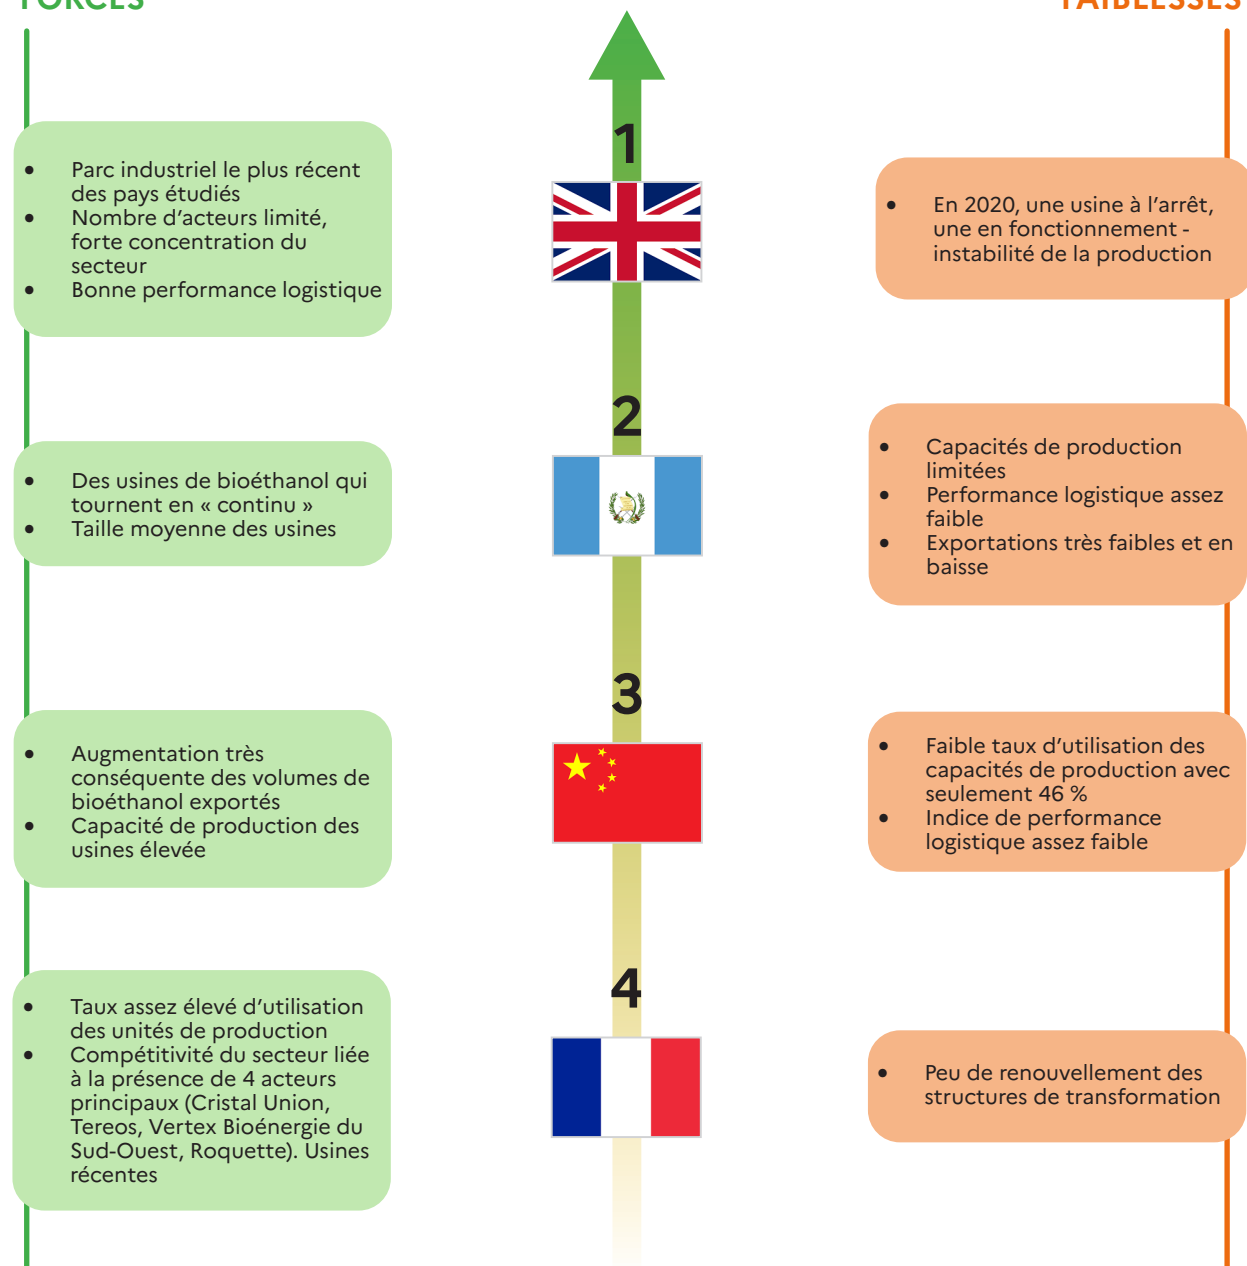 FORCES
FAIBLESSES
1
• Parc industriel le plus récent
des pays étudiés
• Nombre d’acteurs limité,
forte concentration du
secteur
• Bonne performance logistique
• En 2020, une usine à l’arrêt,
une en fonctionnement -
instabilité de la production
2
• Des usines de bioéthanol qui
tournent en « continu »
• Taille moyenne des usines
• Capacités de production
limitées
• Performance logistique assez
faible
• Exportations très faibles et en
baisse
3
• Augmentation très
conséquente des volumes de
bioéthanol exportés
• Capacité de production des
usines élevée
• Faible taux d’utilisation des
capacités de production avec
seulement 46 %
• Indice de performance
logistique assez faible
4
• Taux assez élevé d’utilisation
des unités de production
• Compétitivité du secteur liée
à la présence de 4 acteurs
principaux (Cristal Union,
Tereos, Vertex Bioénergie du
Sud-Ouest, Roquette). Usines
récentes
• Peu de renouvellement des
structures de transformation